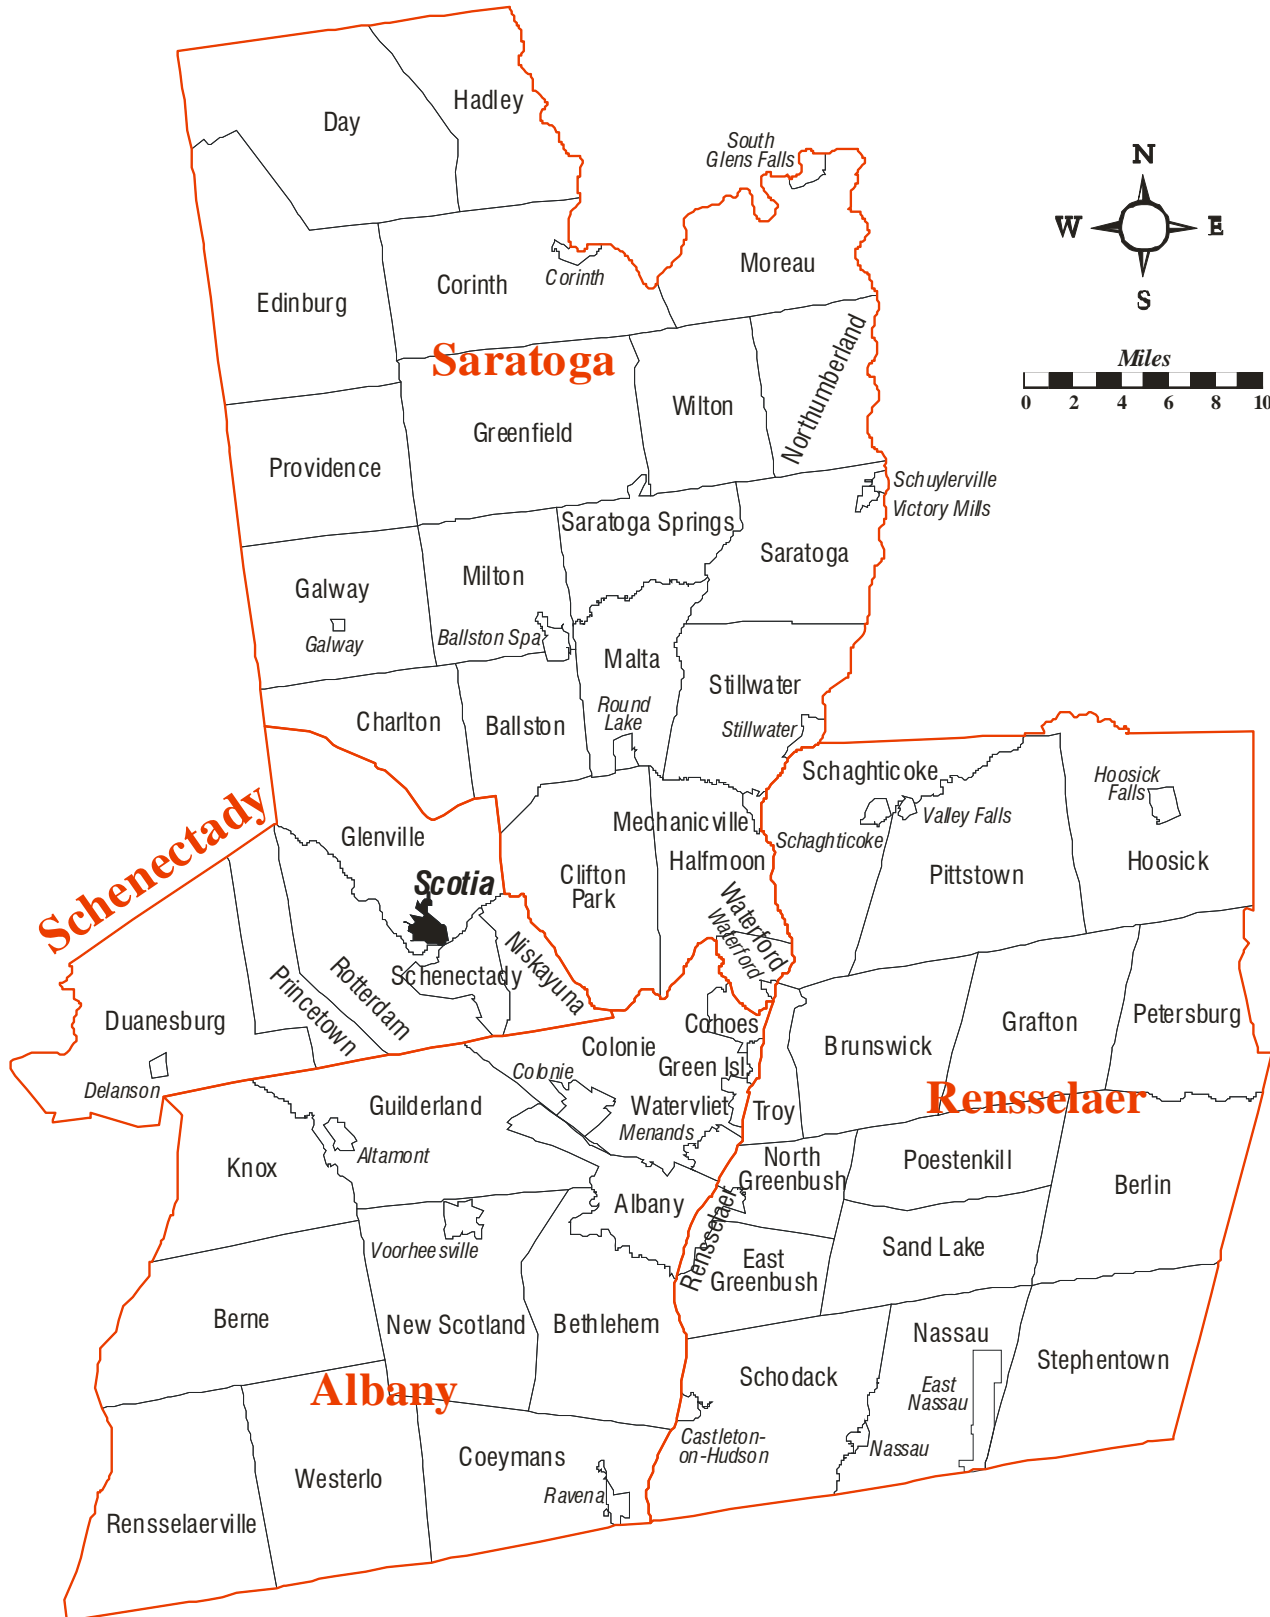 Hadley
Day
South
Glens Falls
N
W
E
S
Moreau
Corinth
Corinth
Edinburg
Saratoga
Northumberland
Miles
0 2 4 6 8 10
Wilton
Greenfield
Providence
Schuylerville
Victory Mills
Saratoga Springs
Saratoga
Milton
Galway
Galway
Ballston Spa
Malta
Stillwater
Round
Lake
Stillwater
Charlton
Ballston
Schaghticoke
Hoosick
Falls
Valley Falls
Schaghticoke
Mechanicville
Halfmoon
Hoosick
Pittstown
Glenville
Schenectady
Scotia
Clifton
Park
Waterford
Waterford
Niskayuna
Schenectady
Rotterdam
Princetown
Duanesburg
Delanson
Cohoes
Colonie
Green Isl
Colonie
Watervliet
Menands
Troy
Brunswick
Grafton
Petersburg
Rensselaer
Guilderland
Altamont
Knox
North
Greenbush
Poestenkill
Berlin
Albany
Rensselaer
Voorheesville
East
Greenbush
Sand Lake
Berne
New Scotland
Bethlehem
Nassau
Stephentown
Schodack
East
Nassau
Albany
Castleton-
on-Hudson
Nassau
Coeymans
Westerlo
Ravena
Rensselaerville